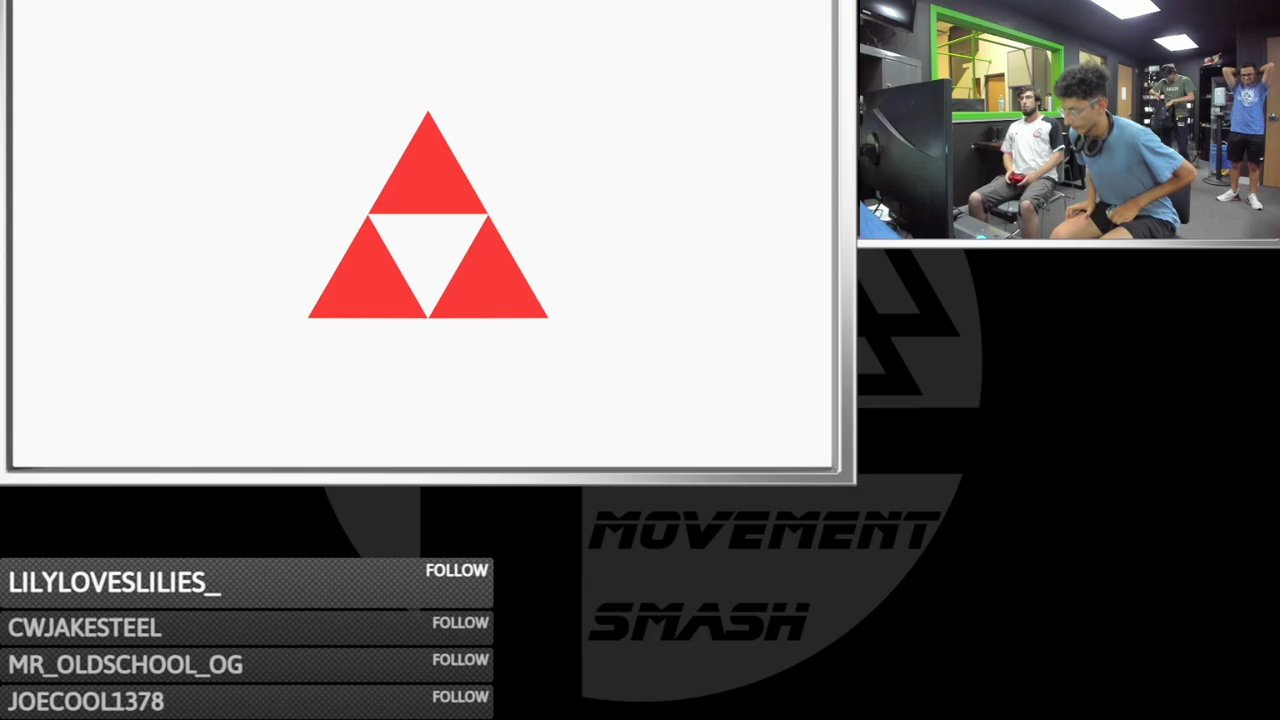 MOVEMENT
SMASH
LILYLOVESLILIES_ FOLLOW
CWJAKESTEEL FOLLOW
MR_OLDSCHOOL_OG FOLLOW
JOECOOL1378 FOLLOW